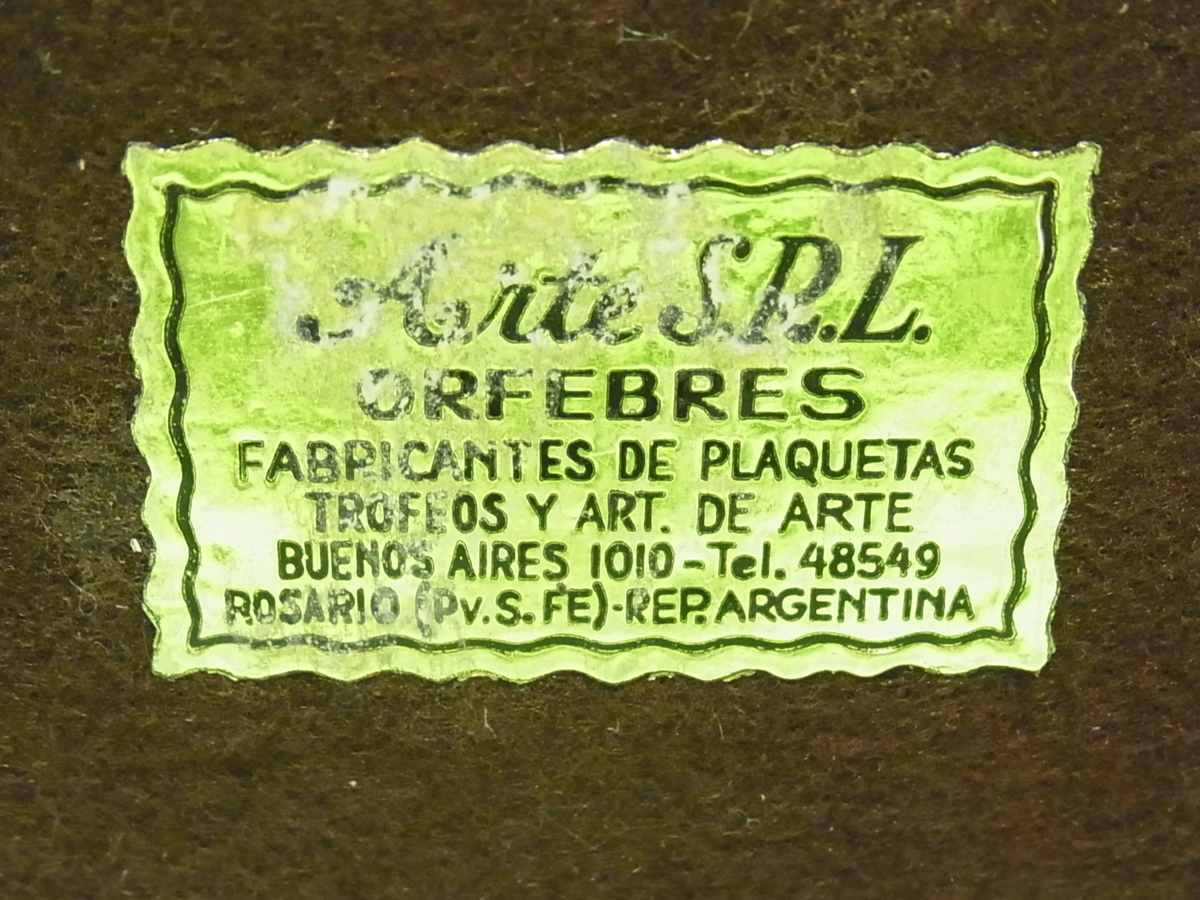 Arte S.R.L.
ORFEBRES
FABRICANTES DE PLAQUETAS
TROFEOS Y ART. DE ARTE
BUENOS AIRES 1010-Tel. 48549
ROSARIO (Pv.S.FE)-REP.ARGENTINA